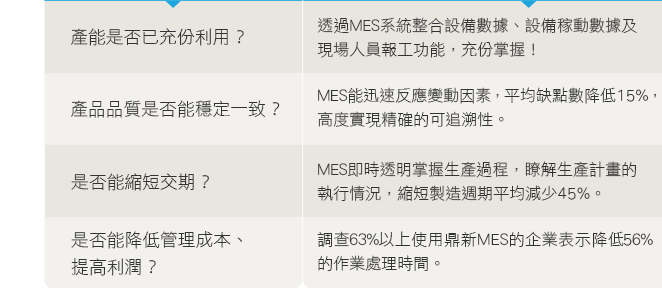 產能是否已充份利用？
透過MES系統整合設備數據、設備稼動數據及
現場人員報工功能，充份掌握！
產品品質是否能穩定一致？
MES能迅速反應變動因素，平均缺點數降低15%，
高度實現精確的可追溯性。
是否能縮短交期？
MES即時透明掌握生產過程，瞭解生產計畫的
執行情況，縮短製造週期平均減少45%。
是否能降低管理成本、
提高利潤？
調查63%以上使用鼎新MES的企業表示降低56%
的作業處理時間。